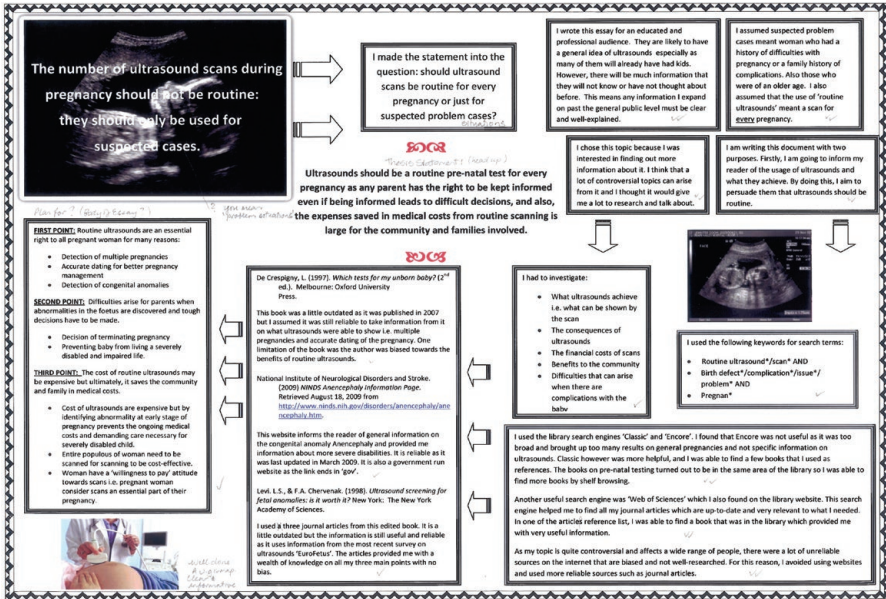 The number of ultrasound scans during
pregnancy should not be routine:
they should only be used for
suspected cases.
I made the statement into the
question: should ultrasound
scans be routine for every
pregnancy or just for
suspected problem cases?
situations
I wrote this essay for an educated and
professional audience. They are likely to have
a general idea of ultrasounds especially as
many of them will already have had kids.
However, there will be much information that
they will not know or have not thought about
before. This means any information I expand
on past the general public level must be clear
and well-explained.
I assumed suspected problem
cases meant woman who had a
history of difficulties with
pregnancy or a family history of
complications. Also those who
were of an older age. I also
assumed that the use of 'routine
ultrasounds' meant a scan for
every pregnancy.
I chose this topic because I was
interested in finding out more
information about it. I think that a
lot of controversial topics can arise
from it and I thought it would give
me a lot to research and talk about.
I am writing this document with two
purposes. Firstly, I am going to inform my
reader of the usage of ultrasounds and
what they achieve. By doing this, I aim to
persuade them that ultrasounds should be
routine.
Thesis Statement (heading)
Ultrasounds should be a routine pre-natal test for every
pregnancy as any parent has the right to be kept informed
even if being informed leads to difficult decisions, and also,
the expenses saved in medical costs from routine scanning is
large for the community and families involved.
you mean
problem situations
Plan for? (Body of Essay?)
FIRST POINT: Routine ultrasounds are an essential
right to all pregnant woman for many reasons:
• Detection of multiple pregnancies
• Accurate dating for better pregnancy
management
• Detection of congenital anomalies
SECOND POINT: Difficulties arise for parents when
abnormalities in the foetus are discovered and tough
decisions have to be made.
• Decision of terminating pregnancy
• Preventing baby from living a severely
disabled and impaired life.
THIRD POINT: The cost of routine ultrasounds may
be expensive but ultimately, it saves the community
and family in medical costs.
• Cost of ultrasounds are expensive but by
identifying abnormality at early stage of
pregnancy prevents the ongoing medical
costs and demanding care necessary for
severely disabled child.
• Entire populous of woman need to be
scanned for scanning to be cost-effective.
• Woman have a 'willingness to pay' attitude
towards scans i.e. pregnant woman
consider scans an essential part of their
pregnancy.
De Crespigny, L. (1997). Which tests for my unborn baby? (2nd
ed.). Melbourne: Oxford University
Press.
This book was a little outdated as it was published in 2007
but I assumed it was still reliable to take information from it
on what ultrasounds were able to show i.e. multiple
pregnancies and accurate dating of the pregnancy. One
limitation of the book was the author was biased towards the
benefits of routine ultrasounds.
National Institute of Neurological Disorders and Stroke.
(2009) NINDS Anencephaly Information Page.
Retrieved August 18, 2009 from
http://www.ninds.nih.gov/disorders/anencephaly/ane
ncephaly.htm.
This website informs the reader of general information on
the congenital anomaly Anencephaly and provided me
information about more severe disabilities. It is reliable as it
was last updated in March 2009. It is also a government run
website as the link ends in 'gov'.
Levi. L.S., & F.A. Chervenak. (1998). Ultrasound screening for
fetal anomalies: is it worth it? New York: The New York
Academy of Sciences.
I used three journal articles from this edited book. It is a
little outdated but the information is still useful and reliable
as it uses information from the most recent survey on
ultrasounds 'EuroFetus'. The articles provided me with a
wealth of knowledge on all my three main points with no
bias.
I had to investigate:
• What ultrasounds achieve
i.e. what can be shown by
the scan
• The consequences of
ultrasounds
• The financial costs of scans
• Benefits to the community
• Difficulties that can arise
when there are
complications with the
baby
I used the following keywords for search terms:
• Routine ultrasound*/scan* AND
• Birth defect*/complication*/issue*/
problem* AND
• Pregnan*
I used the library search engines 'Classic' and 'Encore'. I found that Encore was not useful as it was too
broad and brought up too many results on general pregnancies and not specific information on
ultrasounds. Classic however was more helpful, and I was able to find a few books that I used as
references. The books on pre-natal testing turned out to be in the same area of the library so I was able to
find more books by shelf browsing.
Another useful search engine was 'Web of Sciences' which I also found on the library website. This search
engine helped me to find all my journal articles which are up-to-date and very relevant to what I needed.
In one of the articles reference list, I was able to find a book that was in the library which provided me
with very useful information.
As my topic is quite controversial and affects a wide range of people, there were a lot of unreliable
sources on the internet that are biased and not well-researched. For this reason, I avoided using websites
and used more reliable sources such as journal articles.
well done
informative